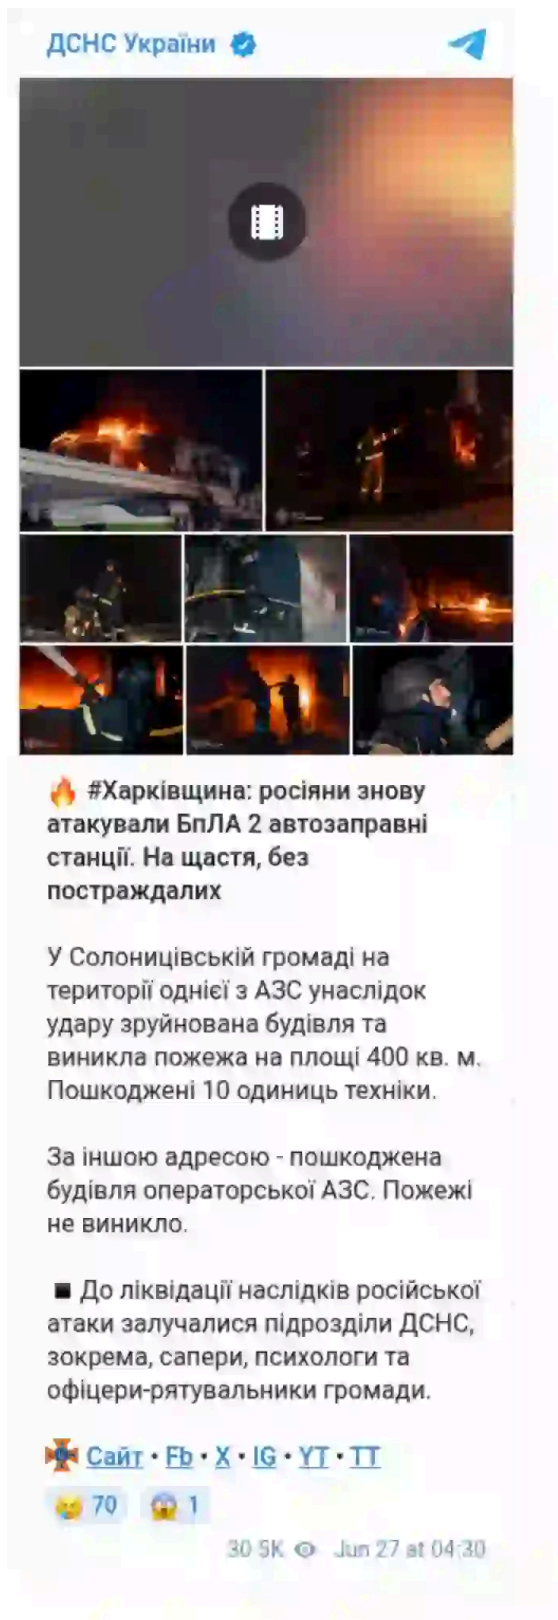 ДСНС України
🔥 #Харківщина: росіяни знову
атакували БпЛА 2 автозаправні
станції. На щастя, без
постраждалих
У Солоницівській громаді на
території однієї з АЗС унаслідок
удару зруйнована будівля та
виникла пожежа на площі 400 кв. м.
Пошкоджені 10 одиниць техніки.
За іншою адресою - пошкоджена
будівля операторської АЗС. Пожежі
не виникло.
◾ До ліквідації наслідків російської
атаки залучалися підрозділи ДСНС,
зокрема, сапери, психологи та
офіцери-рятувальники громади.
Сайт • Fb • X • IG • YT • TT
😢 70 😱 1
30.5K Jun 27 at 04:30